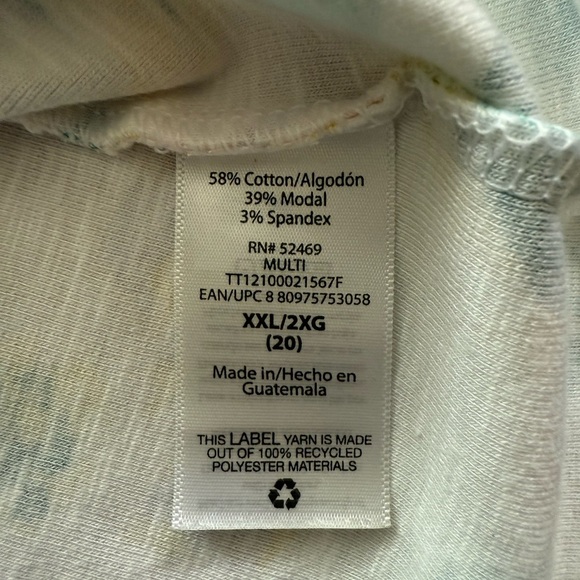 58% Cotton/Algodón
39% Modal
3% Spandex
RN# 52469
MULTI
TT12100021567F
EAN/UPC 8 80975753058
XXL/2XG
(20)
Made in/Hecho en
Guatemala
THIS LABEL YARN IS MADE
OUT OF 100% RECYCLED
POLYESTER MATERIALS